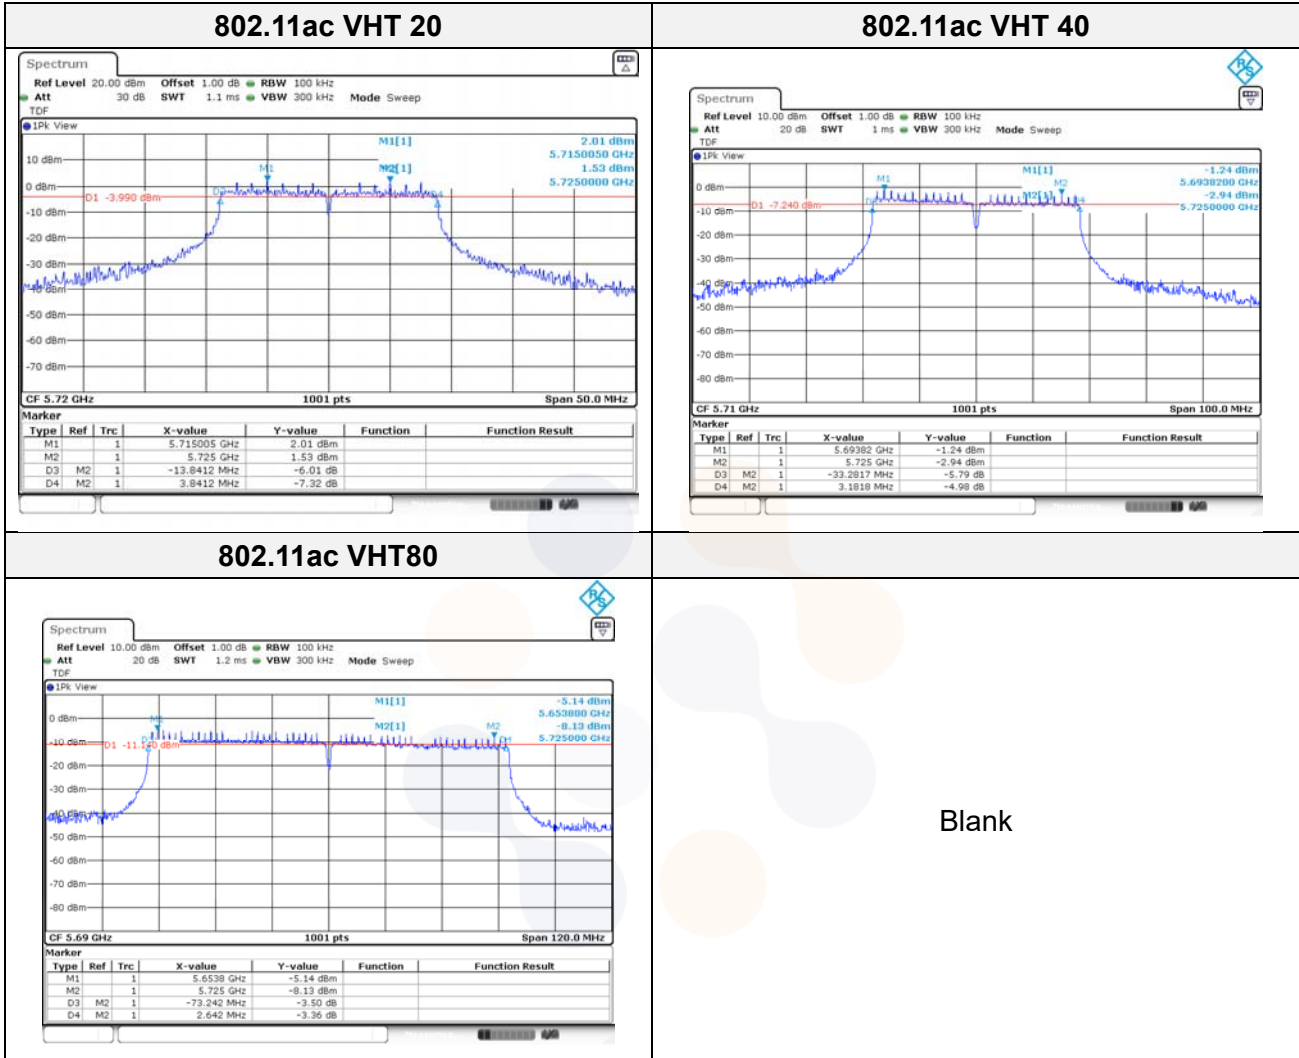 802.11ac VHT 20
802.11ac VHT 40
Spectrum
Ref Level 20.00 dBm Offset 1.00 dB RBW 100 kHz
Att 30 dB SWT 1.1 ms VBW 300 kHz Mode Sweep
TDF
1Pk View
M1[1] 2.01 dBm
5.7150050 GHz
M2[1] 1.53 dBm
5.7250000 GHz
10 dBm
M1
0 dBm
D1 -3.990 dBm
D4
-10 dBm
-20 dBm
-30 dBm
-40 dBm
-50 dBm
-60 dBm
-70 dBm
CF 5.72 GHz 1001 pts Span 50.0 MHz
Marker
Type Ref Trc X-value Y-value Function Function Result
M1 1 5.715005 GHz 2.01 dBm
M2 1 5.725 GHz 1.53 dBm
D3 M2 1 -13.8412 MHz -6.01 dB
D4 M2 1 3.8412 MHz -7.32 dB
R&S
Spectrum
Ref Level 10.00 dBm Offset 1.00 dB RBW 100 kHz
Att 20 dB SWT 1 ms VBW 300 kHz Mode Sweep
TDF
1Pk View
M1[1] -1.24 dBm
5.6938200 GHz
M2[1] -2.94 dBm
5.7250000 GHz
M1
M2
0 dBm
D1 -7.240 dBm
-10 dBm
-20 dBm
-30 dBm
-40 dBm
-50 dBm
-60 dBm
-70 dBm
-80 dBm
CF 5.71 GHz 1001 pts Span 100.0 MHz
Marker
Type Ref Trc X-value Y-value Function Function Result
M1 1 5.69382 GHz -1.24 dBm
M2 1 5.725 GHz -2.94 dBm
D3 M2 1 -33.2817 MHz -5.79 dB
D4 M2 1 3.1818 MHz -4.98 dB
802.11ac VHT80
R&S
Spectrum
Ref Level 10.00 dBm Offset 1.00 dB RBW 100 kHz
Att 20 dB SWT 1.2 ms VBW 300 kHz Mode Sweep
TDF
1Pk View
M1[1] -5.14 dBm
5.653800 GHz
M2[1] -8.13 dBm
5.725000 GHz
0 dBm
M1
M2
-10 dBm
D1 -11.140 dBm
-20 dBm
-30 dBm
-40 dBm
-50 dBm
-60 dBm
-70 dBm
-80 dBm
CF 5.69 GHz 1001 pts Span 120.0 MHz
Marker
Type Ref Trc X-value Y-value Function Function Result
M1 1 5.6538 GHz -5.14 dBm
M2 1 5.725 GHz -8.13 dBm
D3 M2 1 -73.242 MHz -3.50 dB
D4 M2 1 2.642 MHz -3.36 dB
Blank